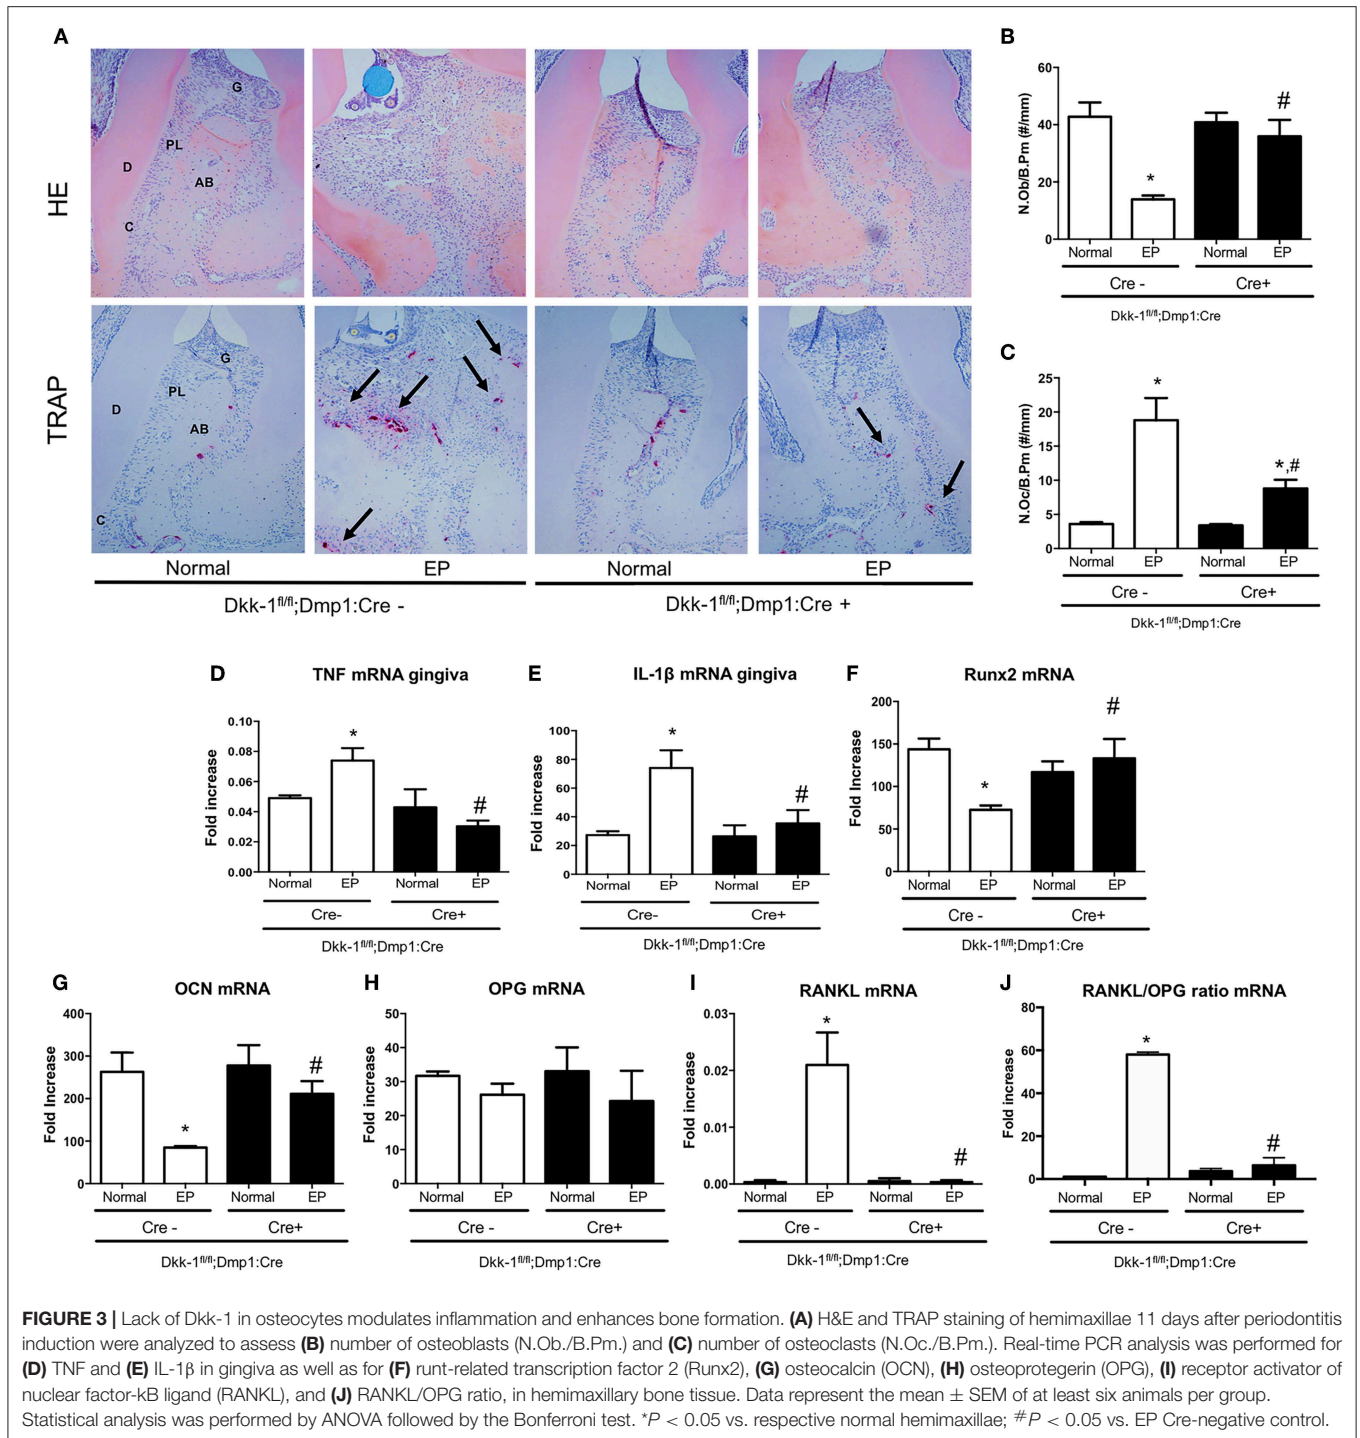 A
HE
G
PL
D
AB
C
TRAP
G
PL
D
AB
C
Normal EP Normal EP
Dkk-1fl/fl;Dmp1:Cre - Dkk-1fl/fl;Dmp1:Cre +
B
N.Ob/B.Pm (#/mm)
60
40
20
0
*
#
Normal EP Normal EP
Cre - Cre+
Dkk-1fl/fl;Dmp1:Cre
C
N.Oc/B.Pm (#/mm)
25
20
15
10
5
0
*
*,#
Normal EP Normal EP
Cre - Cre+
Dkk-1fl/fl;Dmp1:Cre
D
TNF mRNA gingiva
Fold increase
0.10
0.08
0.06
0.04
0.02
0.00
*
#
Normal EP Normal EP
Cre- Cre+
Dkk-1fl/fl;Dmp1:Cre
E
IL-1β mRNA gingiva
Fold increase
100
80
60
40
20
0
*
#
Normal EP Normal EP
Cre- Cre+
Dkk-1fl/fl;Dmp1:Cre
F
Runx2 mRNA
Fold Increase
200
150
100
50
0
*
#
Normal EP Normal EP
Cre - Cre+
Dkk-1fl/fl;Dmp1:Cre
G
OCN mRNA
Fold Increase
400
300
200
100
0
*
#
Normal EP Normal EP
Cre - Cre+
Dkk-1fl/fl;Dmp1:Cre
H
OPG mRNA
Fold increase
50
40
30
20
10
0
Normal EP Normal EP
Cre - Cre+
Dkk-1fl/fl;Dmp1:Cre
I
RANKL mRNA
Fold increase
0.03
0.02
0.01
0.00
*
#
Normal EP Normal EP
Cre - Cre+
Dkk-1fl/fl;Dmp1:Cre
J
RANKL/OPG ratio mRNA
Fold increase
80
60
40
20
0
*
#
Normal EP Normal EP
Cre - Cre+
Dkk-1fl/fl;Dmp1:Cre
FIGURE 3 | Lack of Dkk-1 in osteocytes modulates inflammation and enhances bone formation. (A) H&E and TRAP staining of hemimaxillae 11 days after periodontitis
induction were analyzed to assess (B) number of osteoblasts (N.Ob./B.Pm.) and (C) number of osteoclasts (N.Oc./B.Pm.). Real-time PCR analysis was performed for
(D) TNF and (E) IL-1β in gingiva as well as for (F) runt-related transcription factor 2 (Runx2), (G) osteocalcin (OCN), (H) osteoprotegerin (OPG), (I) receptor activator of
nuclear factor-kB ligand (RANKL), and (J) RANKL/OPG ratio, in hemimaxillary bone tissue. Data represent the mean ± SEM of at least six animals per group.
Statistical analysis was performed by ANOVA followed by the Bonferroni test. *P < 0.05 vs. respective normal hemimaxillae; #P < 0.05 vs. EP Cre-negative control.